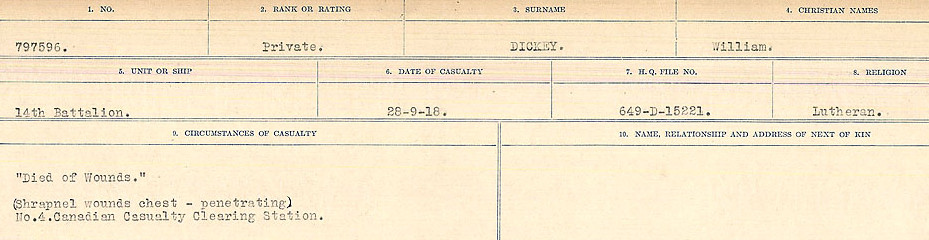 1. NO. 2. RANK OR RATING 3. SURNAME 4. CHRISTIAN NAMES
797596. Private. DICKEY. William.
5. UNIT OR SHIP 6. DATE OF CASUALTY 7. H.Q. FILE NO. 8. RELIGION
14th Battalion. 28-9-18. 649-D-15221. Lutheran.
9. CIRCUMSTANCES OF CASUALTY 10. NAME, RELATIONSHIP AND ADDRESS OF NEXT OF KIN
"Died of Wounds."
(Shrapnel wounds chest - penetrating)
No.4.Canadian Casualty Clearing Station.